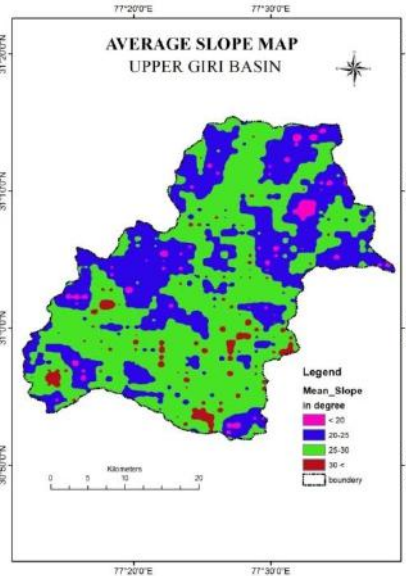 77°20'0"E 77°30'0"E
AVERAGE SLOPE MAP
UPPER GIRI BASIN
31°20'0"N
31°10'0"N
31°0'0"N
30°50'0"N
Legend
Mean_Slope
in degree
< 20
20-25
25-30
30 <
boundary
Kilometers
0 5 10 20
77°20'0"E 77°30'0"E